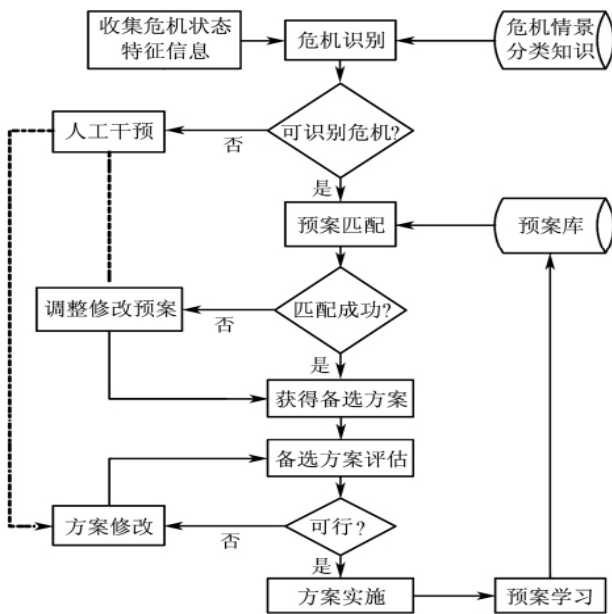 收集危机状态
特征信息
危机识别
危机情景
分类知识
人工干预
否
可识别危机?
是
预案匹配
预案库
调整修改预案
否
匹配成功?
是
获得备选方案
备选方案评估
方案修改
否
可行?
是
方案实施
预案学习